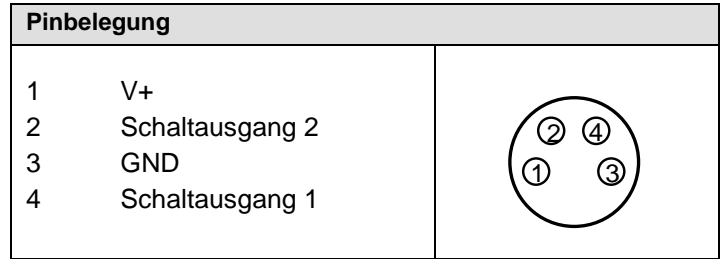 Pinbelegung
1 V+
2 Schaltausgang 2
3 GND
4 Schaltausgang 1
2 4
1 3